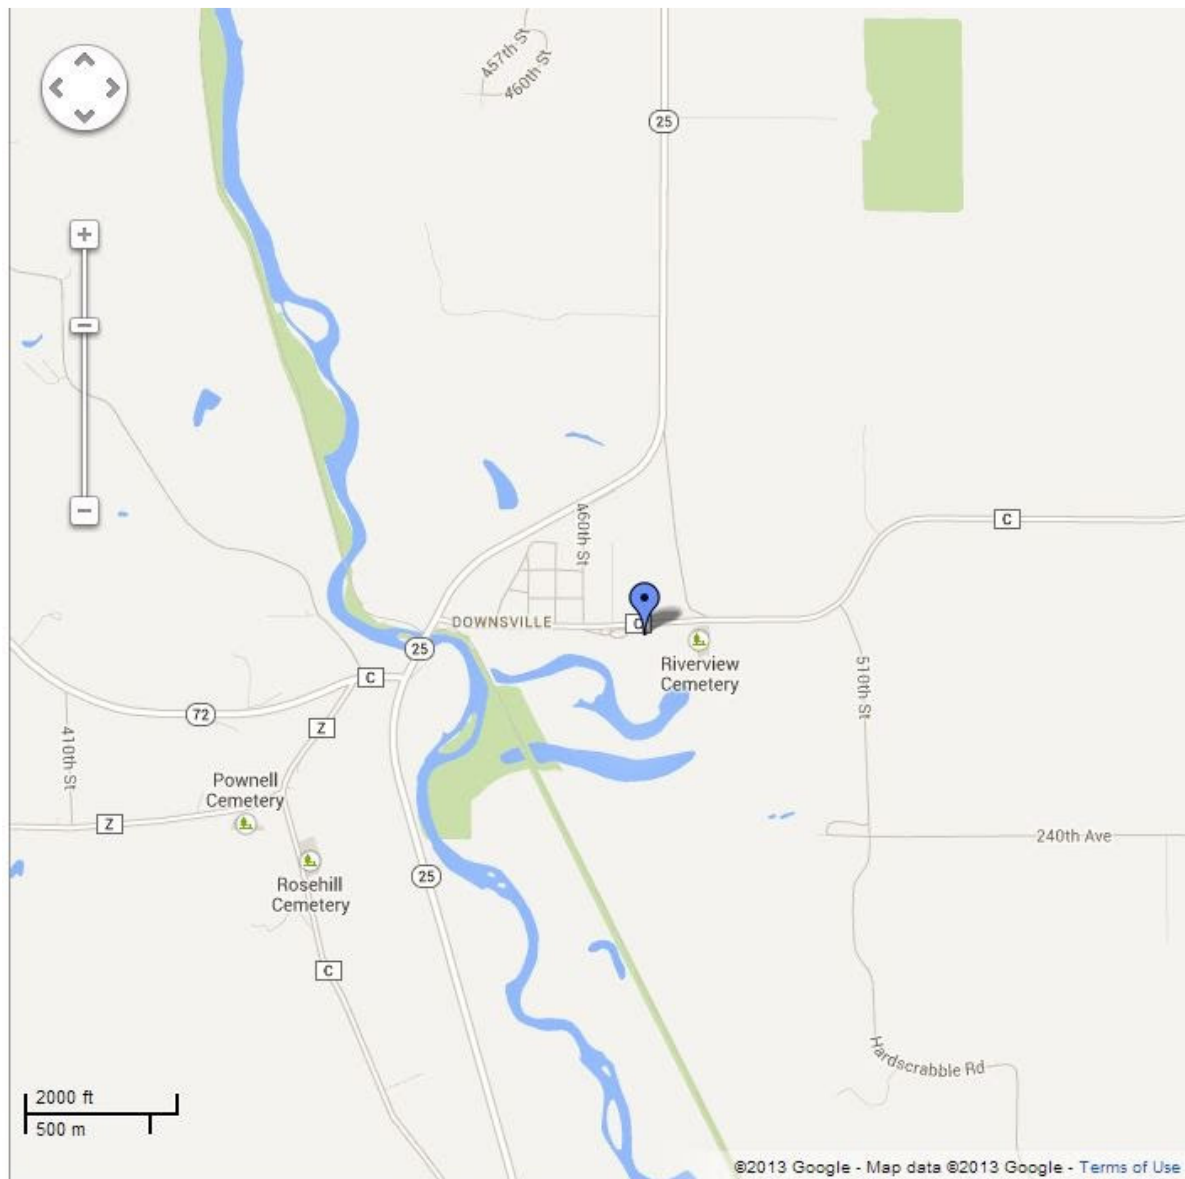 457th St
460th St
25
C
460th St
DOWNSVILLE
C
25
Riverview
Cemetery
C
510th St
72
Z
410th St
Pownell
Cemetery
Z
240th Ave
25
Rosehill
Cemetery
C
Hardscrabble Rd
2000 ft
500 m
©2013 Google - Map data ©2013 Google - Terms of Use